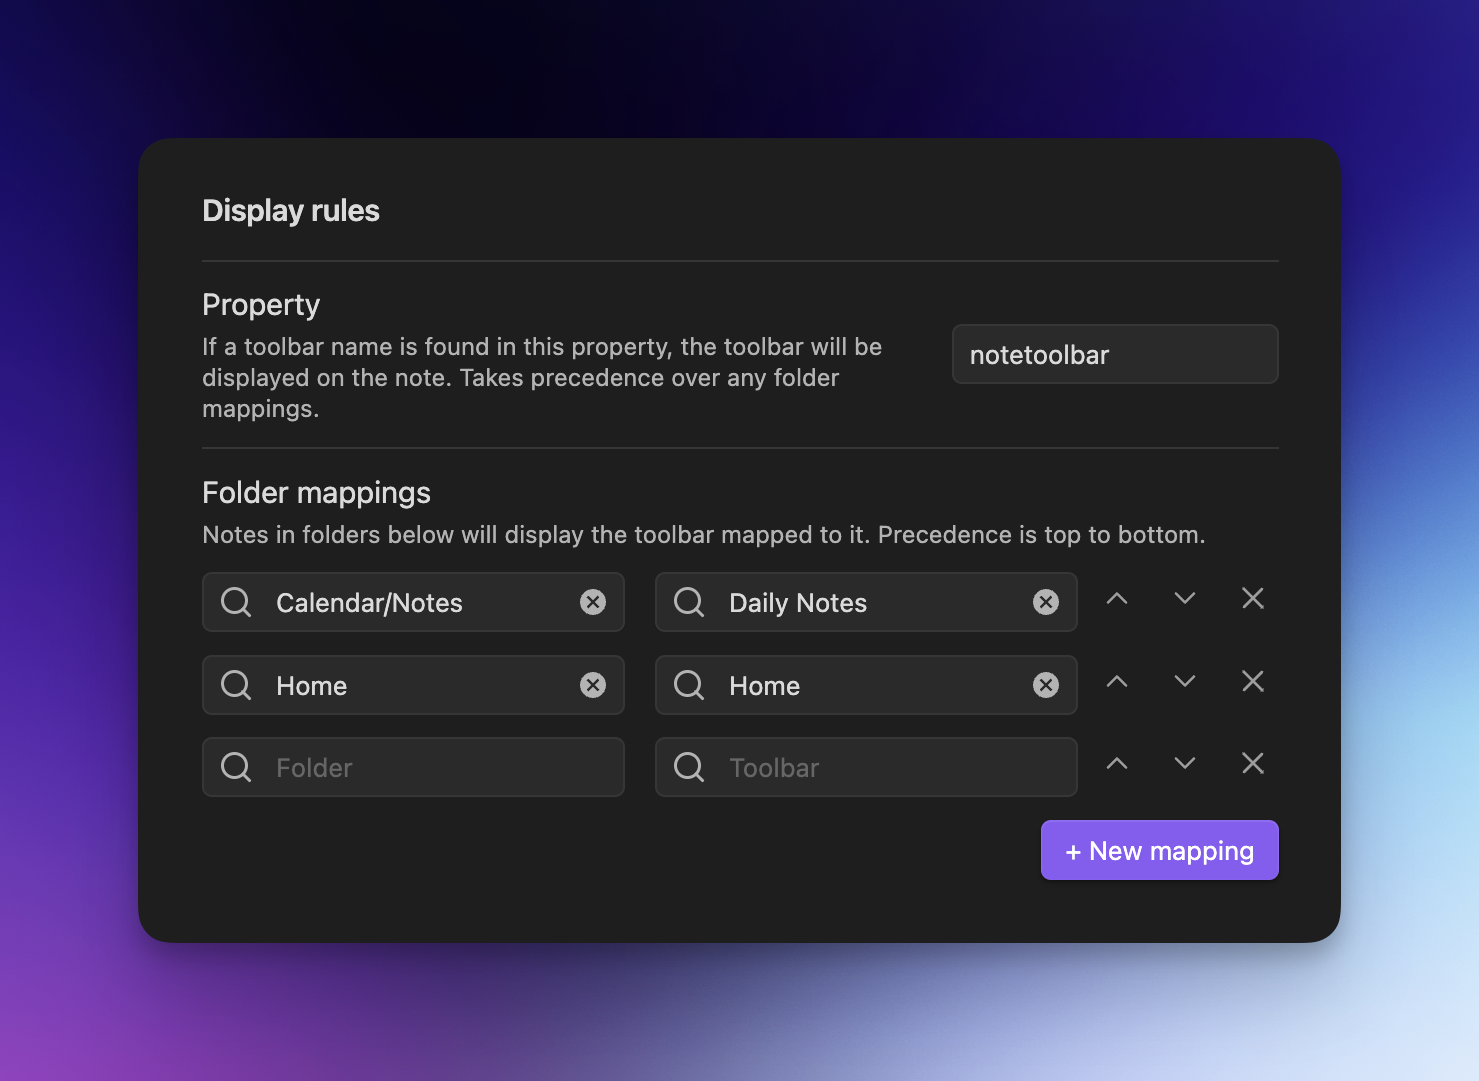 Display rules
Property
If a toolbar name is found in this property, the toolbar will be
displayed on the note. Takes precedence over any folder
mappings.
notetoolbar
Folder mappings
Notes in folders below will display the toolbar mapped to it. Precedence is top to bottom.
Calendar/Notes
Daily Notes
Home
Home
Folder
Toolbar
+ New mapping